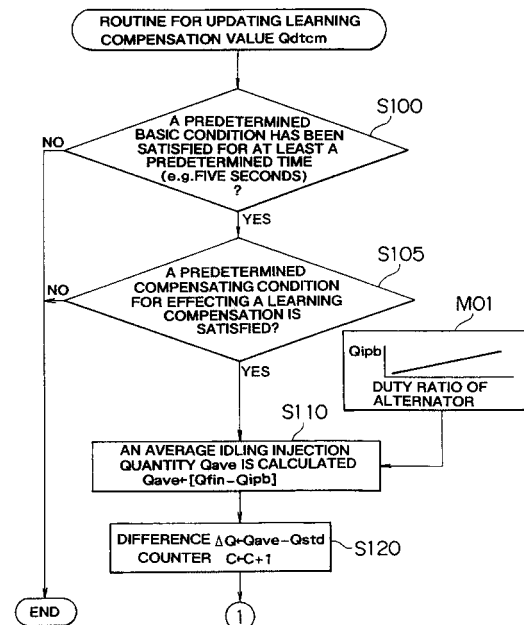 ROUTINE FOR UPDATING LEARNING
COMPENSATION VALUE Qdtcm
S100
A PREDETERMINED
BASIC CONDITION HAS BEEN
SATISFIED FOR AT LEAST A
PREDETERMINED TIME
(e.g.FIVE SECONDS)
?
NO
YES
S105
A PREDETERMINED
COMPENSATING CONDITION
FOR EFFECTING A LEARNING
COMPENSATION IS
SATISFIED?
NO
YES
M01
Qipb
DUTY RATIO OF
ALTERNATOR
S110
AN AVERAGE IDLING INJECTION
QUANTITY Qave IS CALCULATED
Qave←[Qfin-Qipb]
DIFFERENCE ΔQ←Qave-Qstd
COUNTER C←C+1
S120
END
1